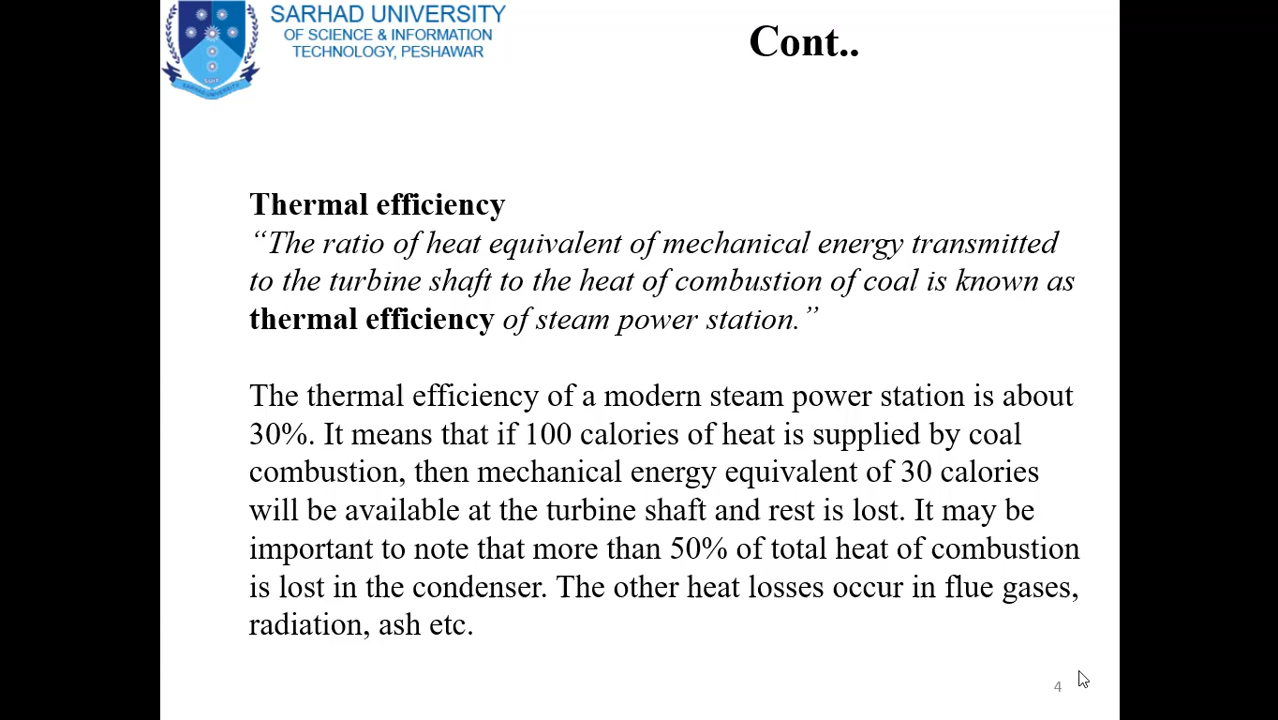 SARHAD UNIVERSITY
OF SCIENCE & INFORMATION
TECHNOLOGY, PESHAWAR
Cont..
Thermal efficiency
“The ratio of heat equivalent of mechanical energy transmitted
to the turbine shaft to the heat of combustion of coal is known as
thermal efficiency of steam power station.”
The thermal efficiency of a modern steam power station is about
30%. It means that if 100 calories of heat is supplied by coal
combustion, then mechanical energy equivalent of 30 calories
will be available at the turbine shaft and rest is lost. It may be
important to note that more than 50% of total heat of combustion
is lost in the condenser. The other heat losses occur in flue gases,
radiation, ash etc.
4